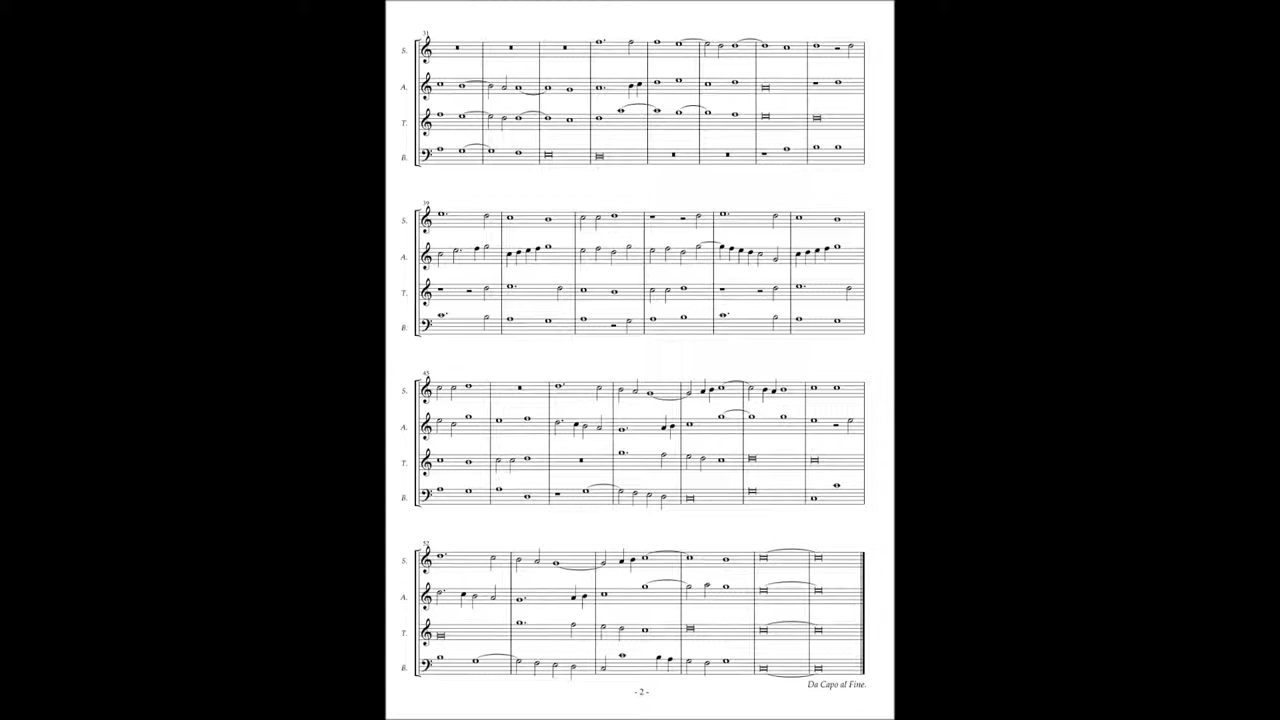 31
S.
A.
T.
B.
39
S.
A.
T.
B.
45
S.
A.
T.
B.
52
S.
A.
T.
B.
Da Capo al Fine.
- 2 -